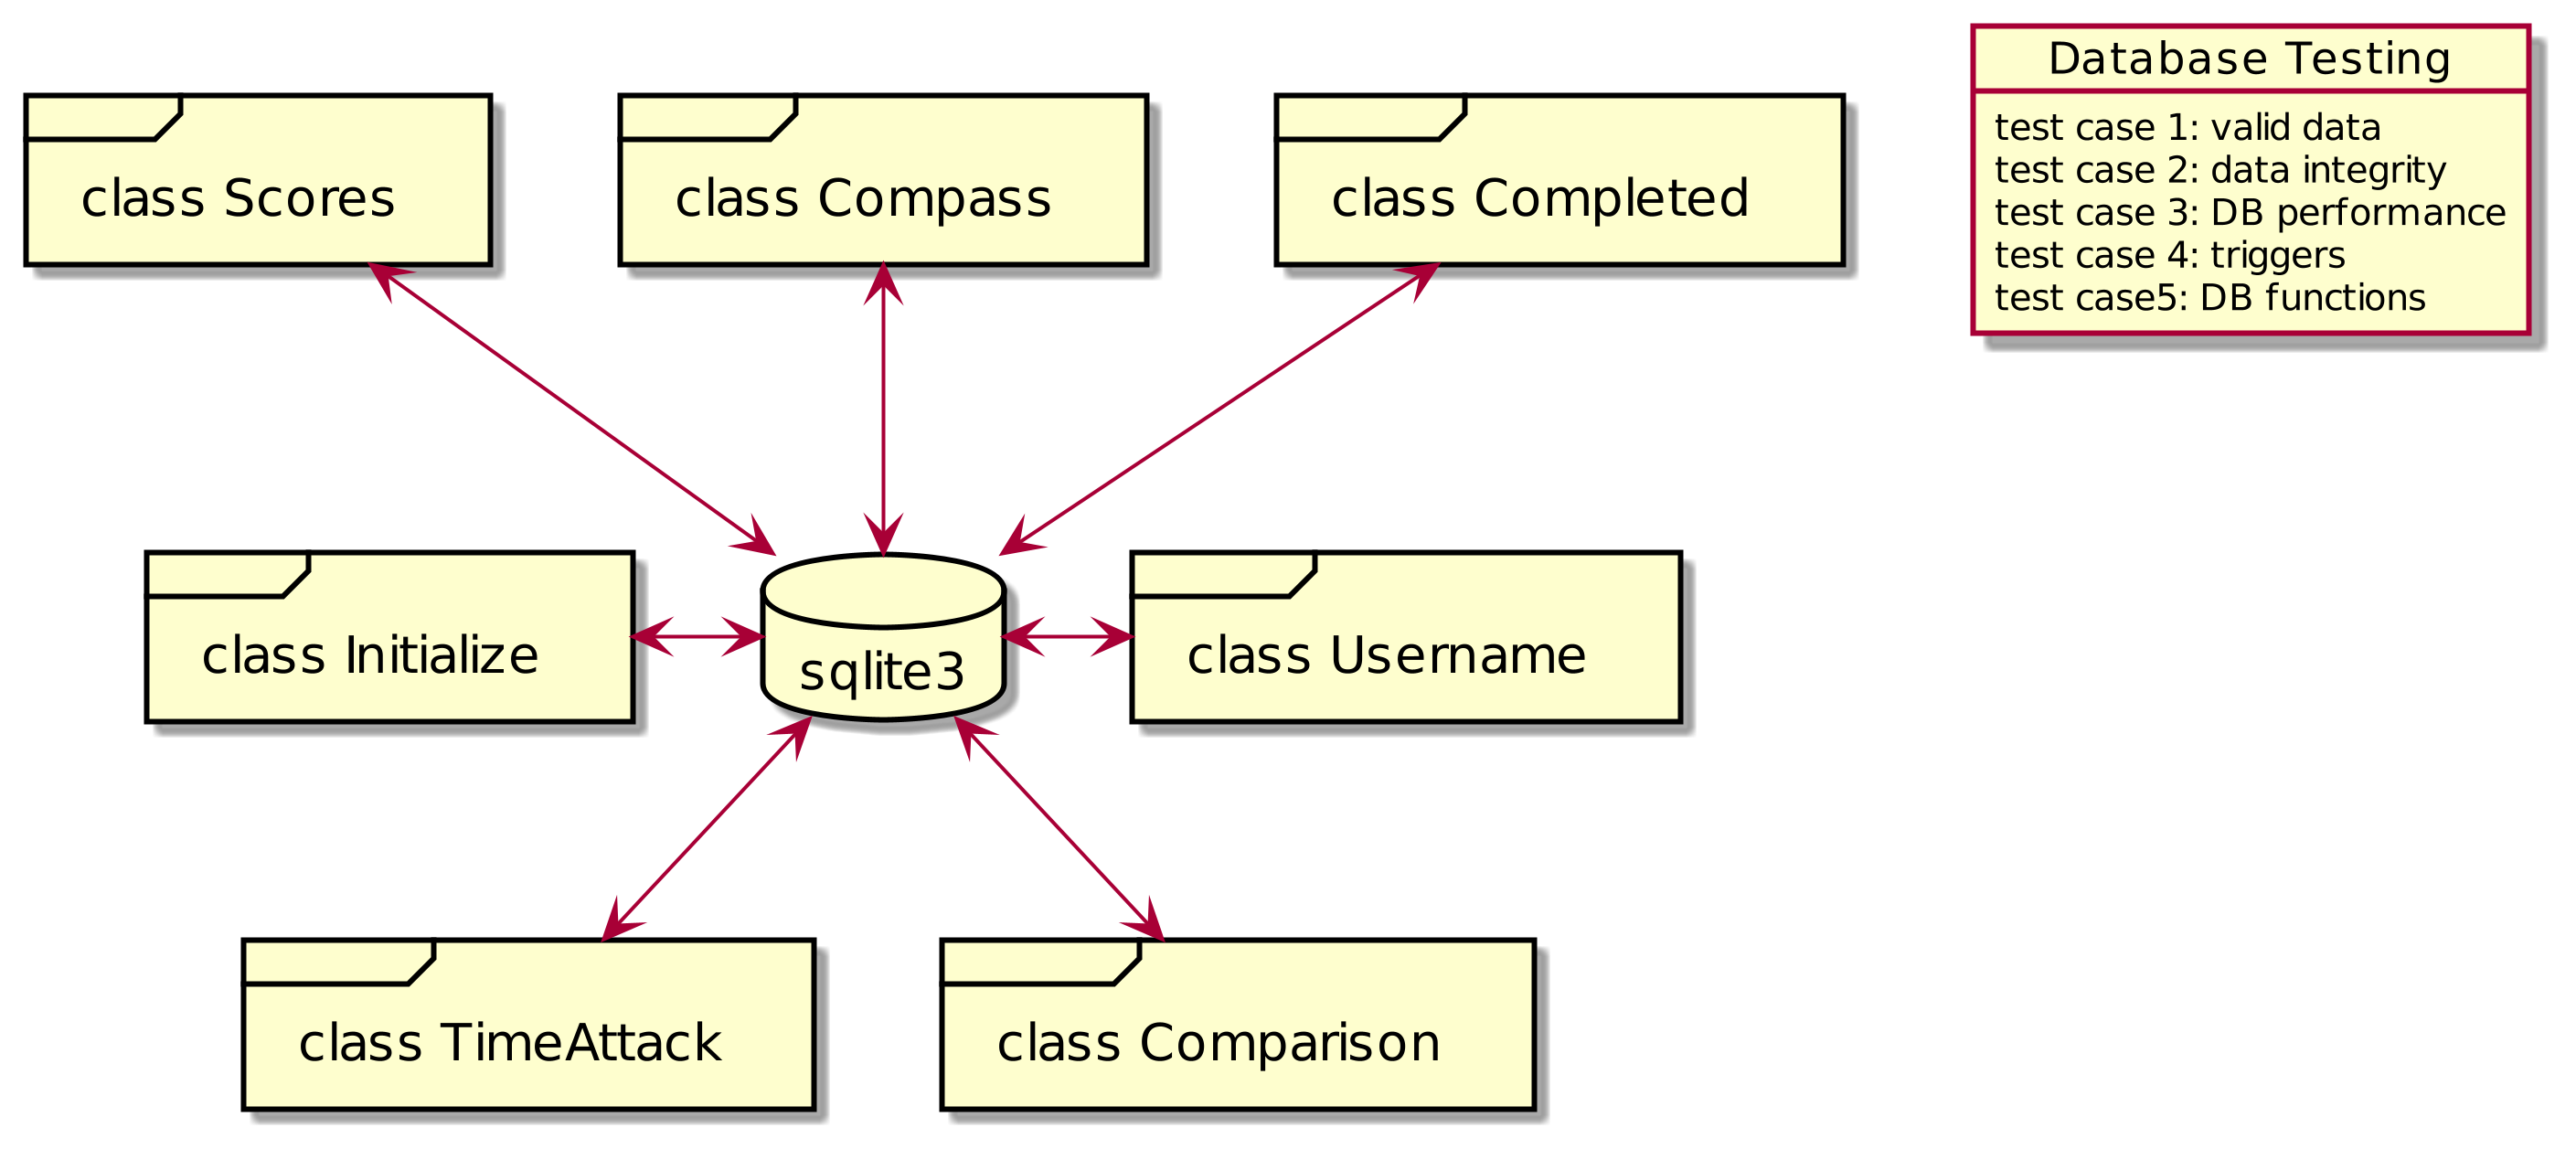 Database Testing
test case 1: valid data
test case 2: data integrity
test case 3: DB performance
test case 4: triggers
test case5: DB functions
class Scores
class Compass
class Completed
class Initialize
sqlite3
class Username
class TimeAttack
class Comparison